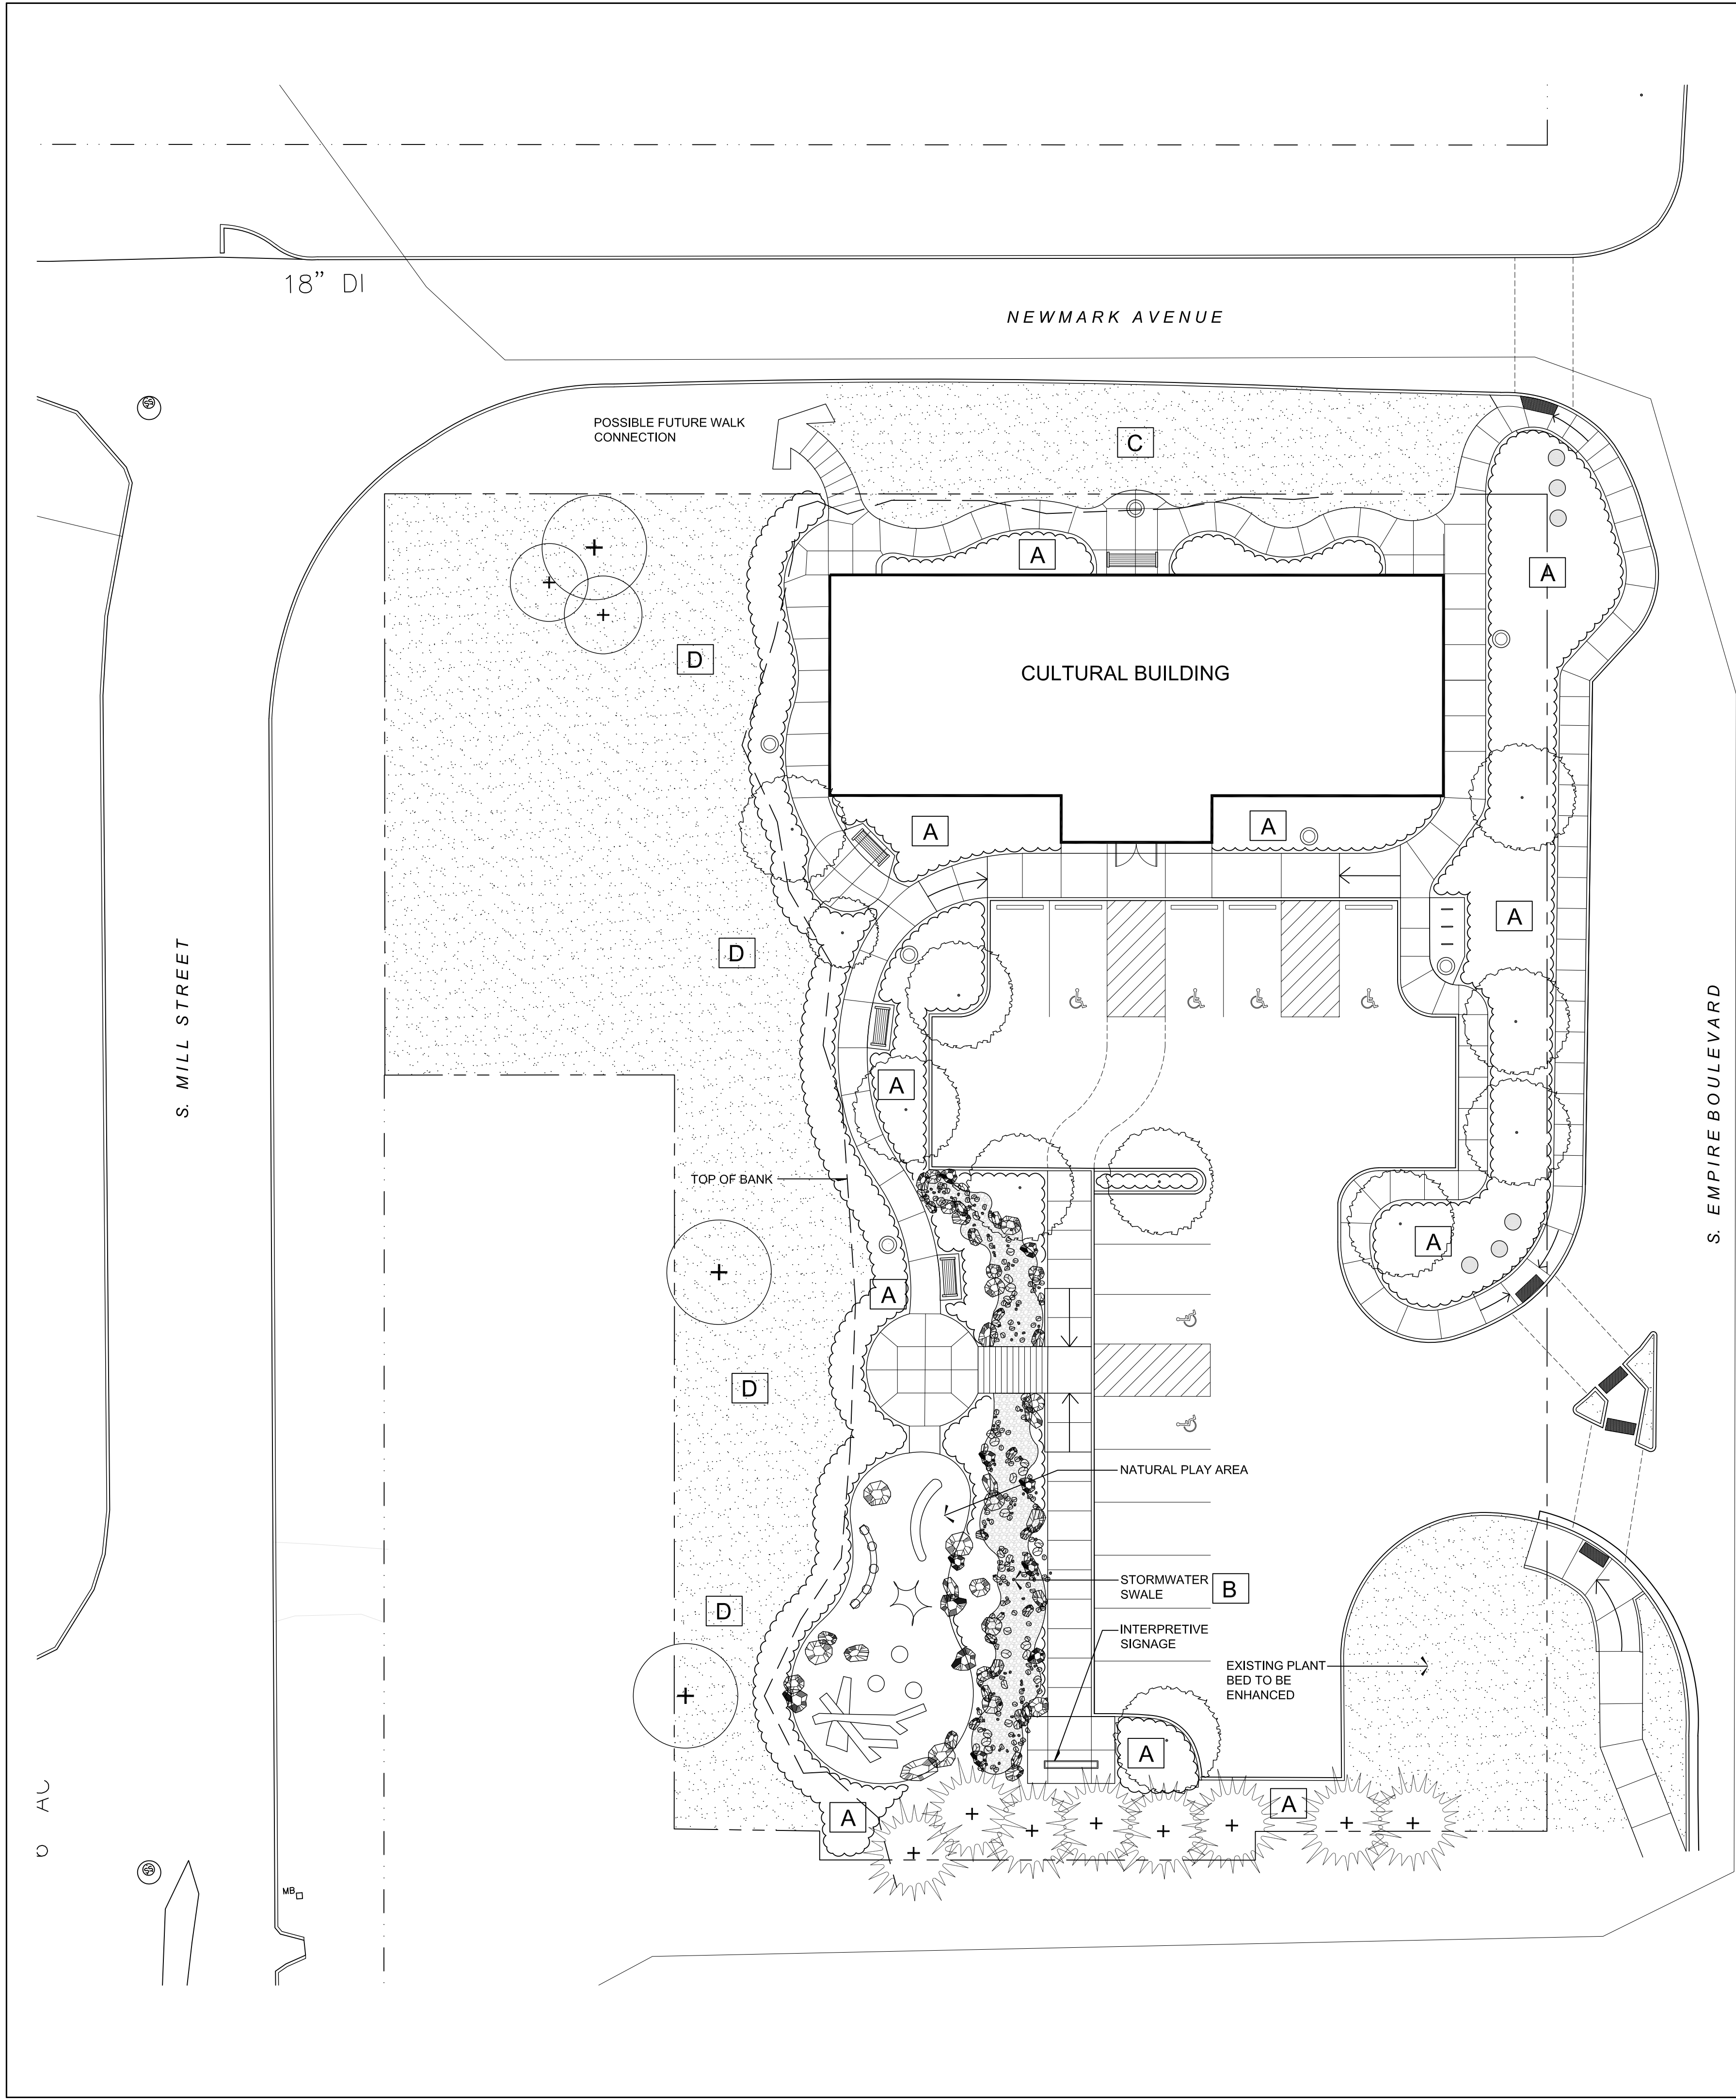 18” DI
NEWMARK AVENUE
POSSIBLE FUTURE WALK
CONNECTION
C
A
A
D
CULTURAL BUILDING
A
A
A
D
S. MILL STREET
S. EMPIRE BOULEVARD
A
TOP OF BANK
A
A
D
NATURAL PLAY AREA
STORMWATER
SWALE
B
D
INTERPRETIVE
SIGNAGE
EXISTING PLANT
BED TO BE
ENHANCED
A
A
A
MB